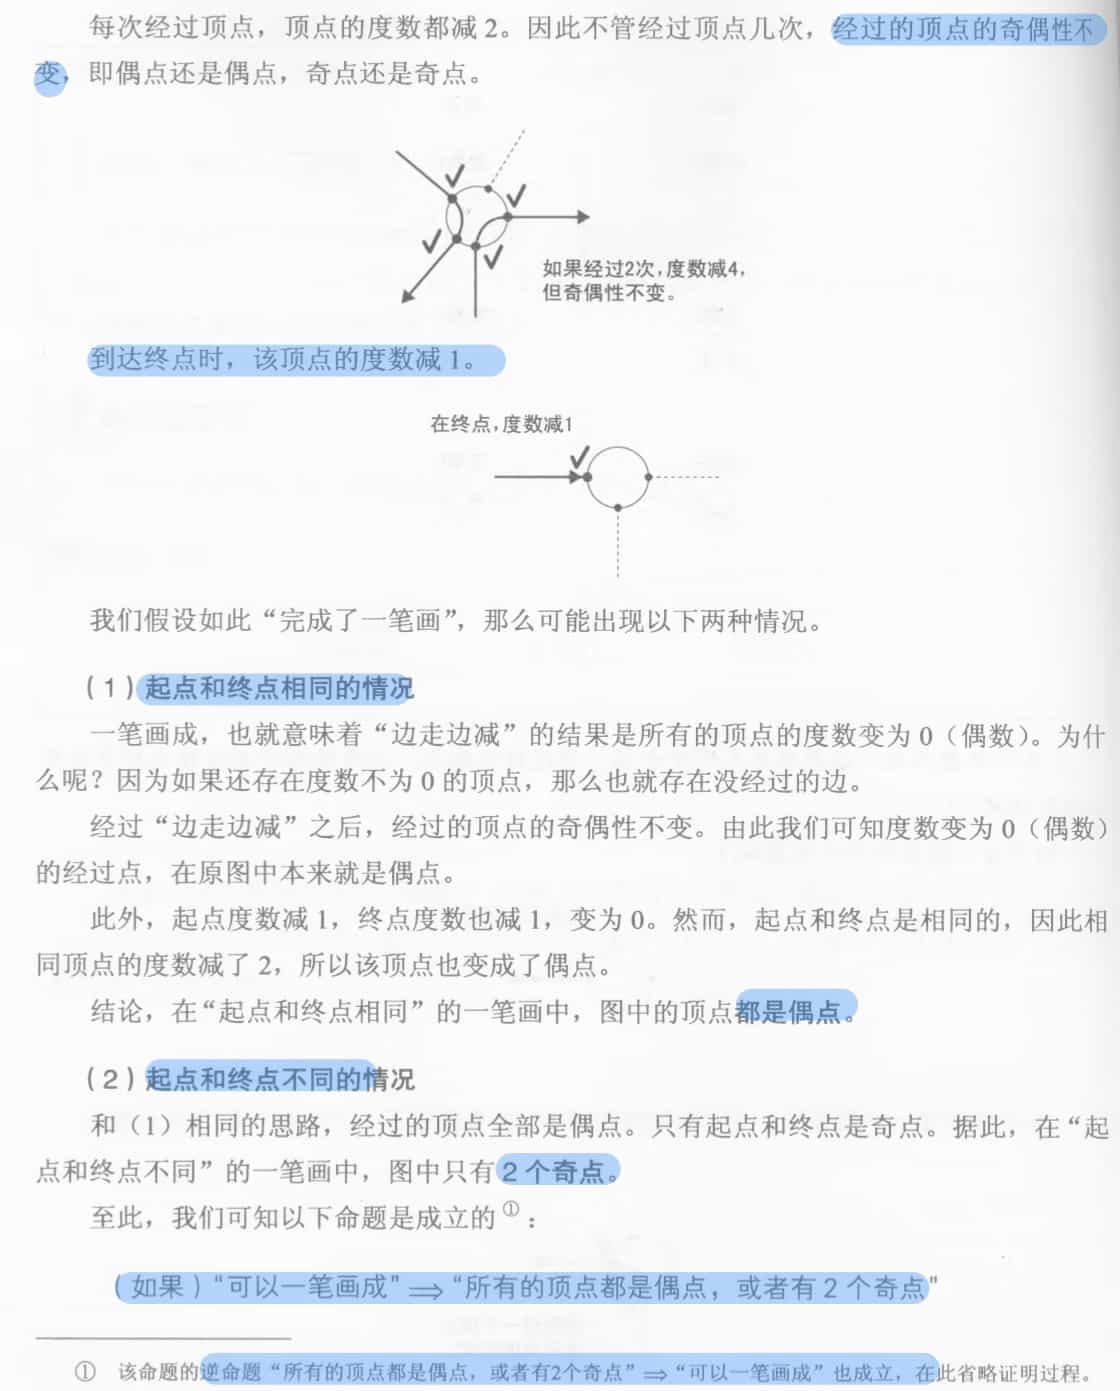 每次经过顶点，顶点的度数都减 2。因此不管经过顶点几次，经过的顶点的奇偶性不
变，即偶点还是偶点，奇点还是奇点。
如果经过2次，度数减4，
但奇偶性不变。
到达终点时，该顶点的度数减 1。
在终点，度数减1
我们假设如此“完成了一笔画”，那么可能出现以下两种情况。
（1）起点和终点相同的情况
一笔画成，也就意味着“边走边减”的结果是所有的顶点的度数变为 0（偶数）。为什
么呢？因为如果还存在度数不为 0 的顶点，那么也就存在没经过的边。
经过“边走边减”之后，经过的顶点的奇偶性不变。由此我们可知度数变为 0（偶数）
的经过点，在原图中本来就是偶点。
此外，起点度数减 1，终点度数也减 1，变为 0。然而，起点和终点是相同的，因此相
同顶点的度数减了 2，所以该顶点也变成了偶点。
结论，在“起点和终点相同”的一笔画中，图中的顶点都是偶点。
（2）起点和终点不同的情况
和（1）相同的思路，经过的顶点全部是偶点。只有起点和终点是奇点。据此，在“起
点和终点不同”的一笔画中，图中只有 2 个奇点。
至此，我们可知以下命题是成立的①：
（如果）“可以一笔画成”⟹“所有的顶点都是偶点，或者有 2 个奇点”
① 该命题的逆命题“所有的顶点都是偶点，或者有2个奇点”⟹“可以一笔画成”也成立，在此省略证明过程。